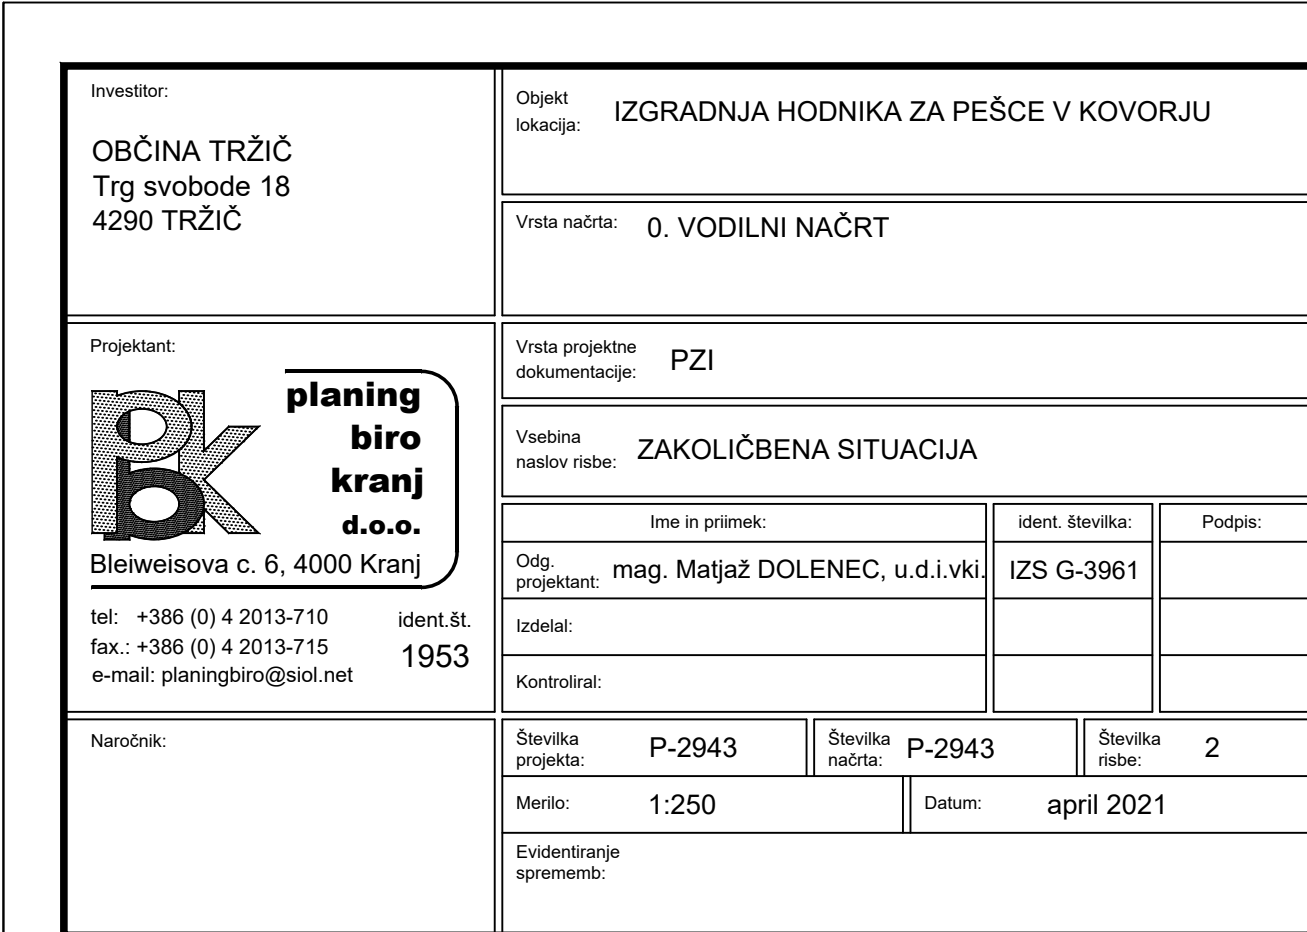 Investitor:
OBČINA TRŽIČ
Trg svobode 18
4290 TRŽIČ
Objekt
lokacija:
IZGRADNJA HODNIKA ZA PEŠCE V KOVORJU
Vrsta načrta:
0. VODILNI NAČRT
Projektant:
pbk
planing
biro
kranj
d.o.o.
Bleiweisova c. 6, 4000 Kranj
tel: +386 (0) 4 2013-710
fax.: +386 (0) 4 2013-715
e-mail: planingbiro@siol.net
ident.št.
1953
Vrsta projektne
dokumentacije:
PZI
Vsebina
naslov risbe:
ZAKOLIČBENA SITUACIJA
Ime in priimek:
ident. številka:
Podpis:
Odg.
projektant:
mag. Matjaž DOLENEC, u.d.i.vki.
IZS G-3961
Izdelal:
Kontroliral:
Naročnik:
Številka
projekta:
P-2943
Številka
načrta:
P-2943
Številka
risbe:
2
Merilo:
1:250
Datum:
april 2021
Evidentiranje
sprememb: